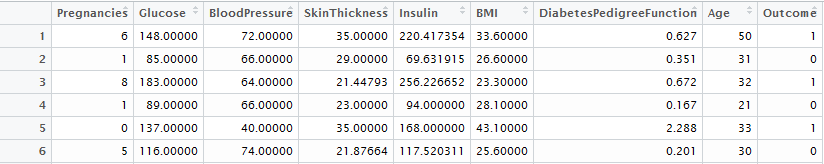 Pregnancies Glucose BloodPressure SkinThickness Insulin BMI DiabetesPedigreeFunction Age Outcome
1 6 148.00000 72.00000 35.00000 220.417354 33.60000 0.627 50 1
2 1 85.00000 66.00000 29.00000 69.631915 26.60000 0.351 31 0
3 8 183.00000 64.00000 21.44793 256.226652 23.30000 0.672 32 1
4 1 89.00000 66.00000 23.00000 94.000000 28.10000 0.167 21 0
5 0 137.00000 40.00000 35.00000 168.000000 43.10000 2.288 33 1
6 5 116.00000 74.00000 21.87664 117.520311 25.60000 0.201 30 0